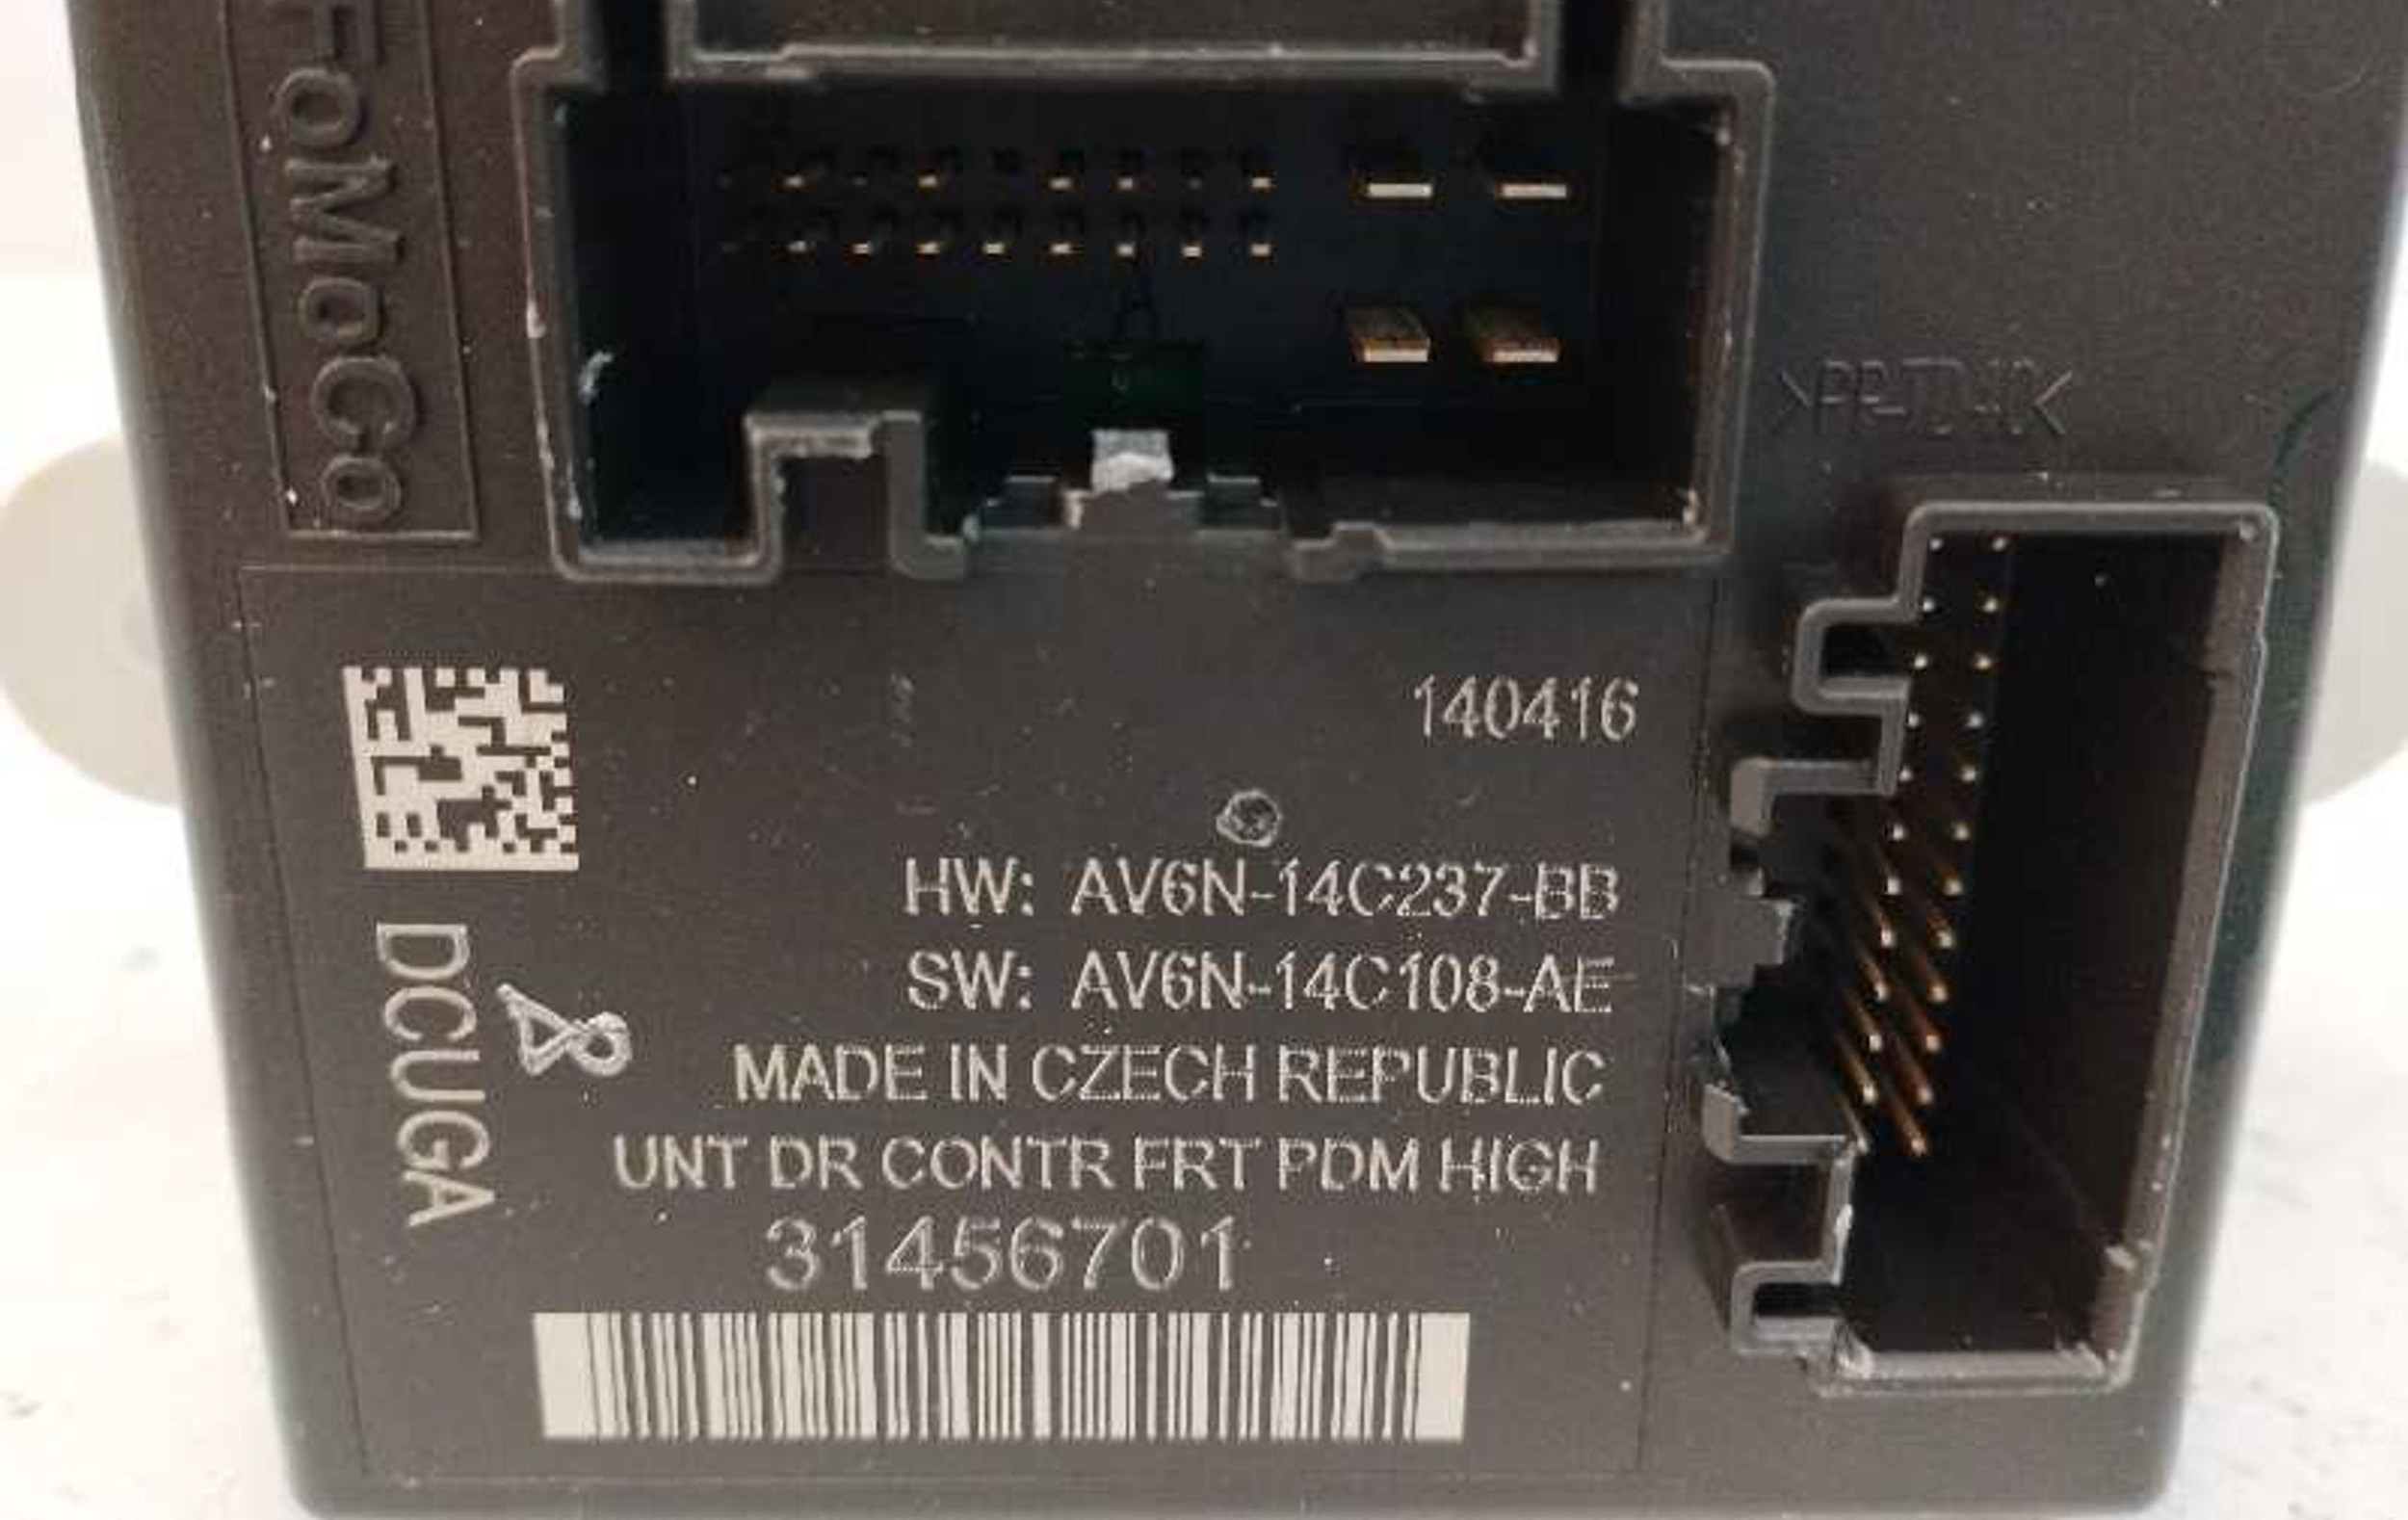 FoMoCo
140416
HW: AV6N-14C237-BB
SW: AV6N-14C108-AE
MADE IN CZECH REPUBLIC
UNT DR CONTR FRT PDM HIGH
31456701
DCUGA